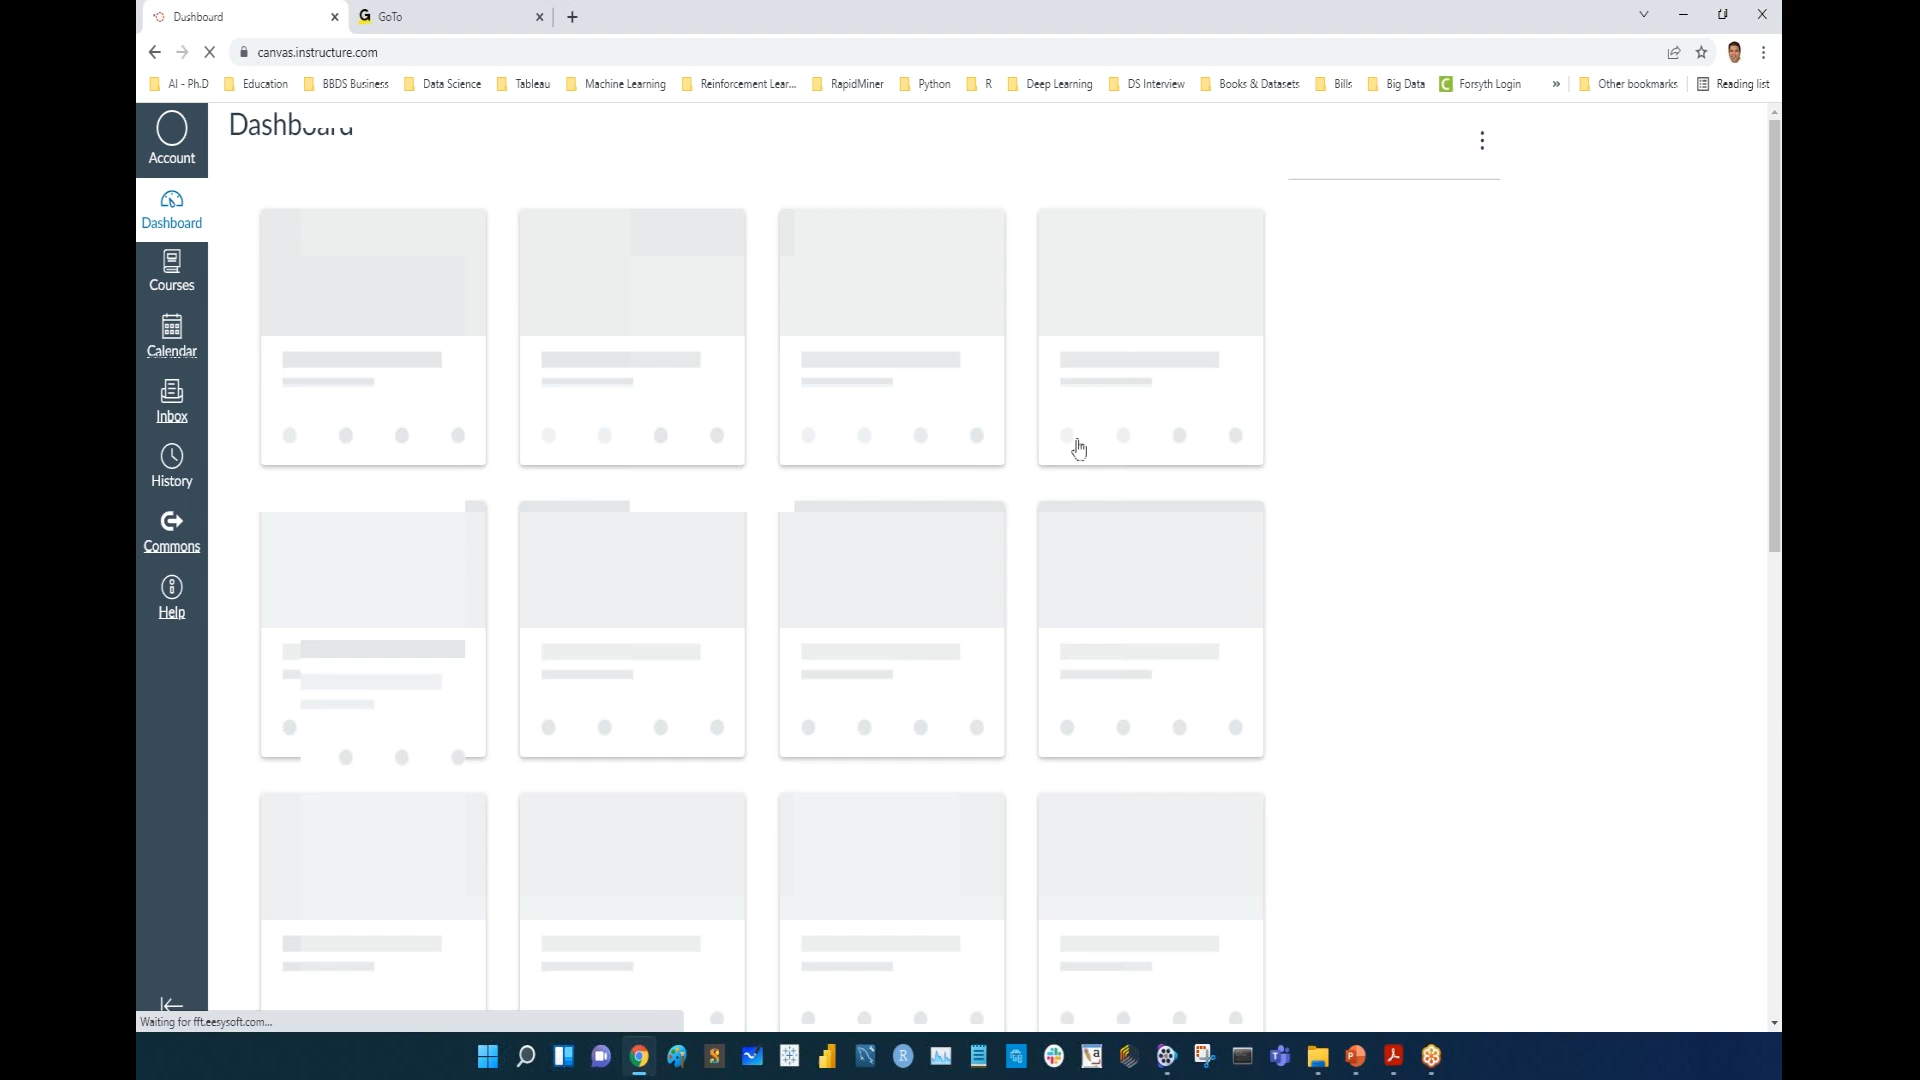 Dashboard
GoTo
canvas.instructure.com
AI - Ph.D Education BBDS Business Data Science Tableau Machine Learning Reinforcement Lear... RapidMiner Python R Deep Learning DS Interview Books & Datasets Bills Big Data Forsyth Login » Other bookmarks Reading list
Account
Dashboard
Dashboard
Courses
Calendar
Inbox
History
Commons
Help
Waiting for fft.eesysoft.com...